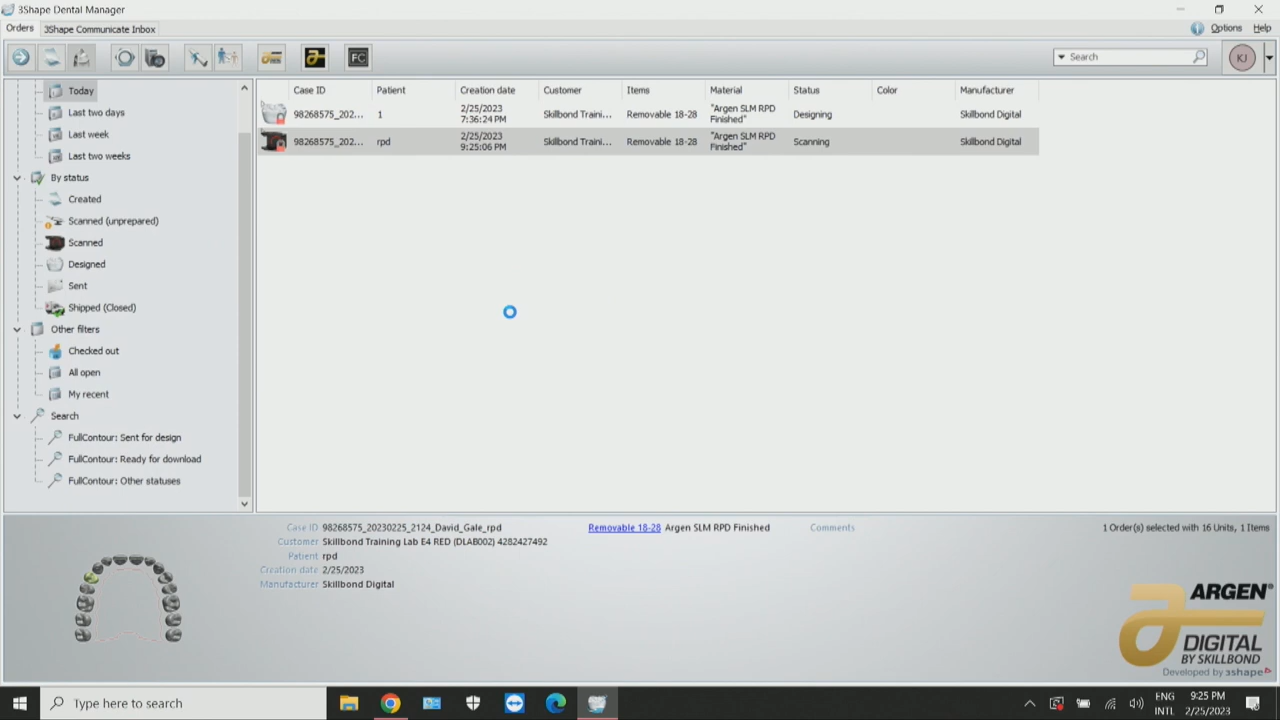 3Shape Dental Manager
Orders 3Shape Communicate Inbox Options Help
FC Search KJ
Today
Last two days
Last week
Last two weeks
By status
Created
Scanned (unprepared)
Scanned
Designed
Sent
Shipped (Closed)
Other filters
Checked out
All open
My recent
Search
FullContour: Sent for design
FullContour: Ready for download
FullContour: Other statuses
Case ID Patient Creation date Customer Items Material Status Color Manufacturer
98268575_202... 1 2/25/2023 7:36:24 PM Skillbond Traini... Removable 18-28 "Argen SLM RPD Finished" Designing Skillbond Digital
98268575_202... rpd 2/25/2023 9:25:06 PM Skillbond Traini... Removable 18-28 "Argen SLM RPD Finished" Scanning Skillbond Digital
Case ID 98268575_20230225_2124_David_Gale_rpd
Customer Skillbond Training Lab E4 RED (DLAB002) 4282427492
Patient rpd
Creation date 2/25/2023
Manufacturer Skillbond Digital
Removable 18-28 Argen SLM RPD Finished
Comments
1 Order(s) selected with 16 Units, 1 Items
ARGEN
DIGITAL
BY SKILLBOND
Developed by 3shape
Type here to search
ENG
INTL
9:25 PM
2/25/2023